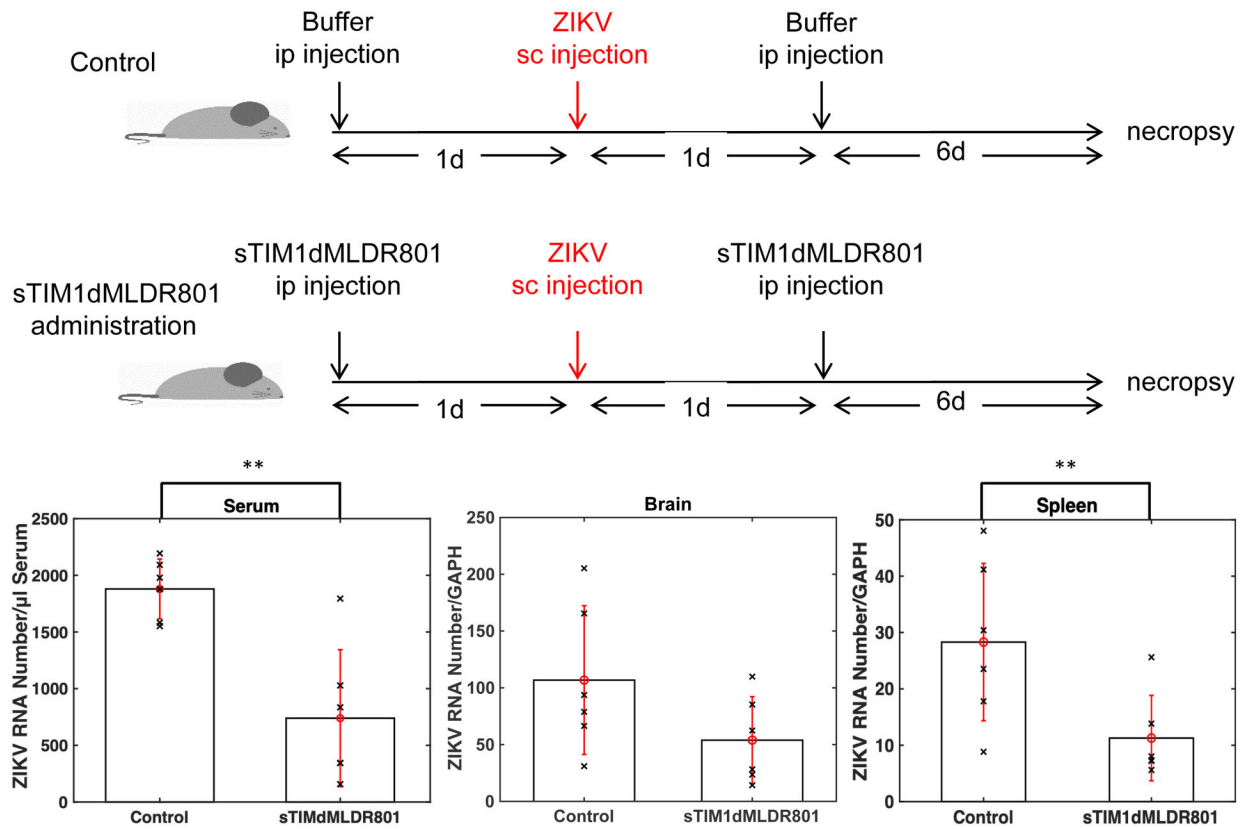 Control
Buffer
ip injection
ZIKV
sc injection
Buffer
ip injection
1d
1d
6d
necropsy
sTIM1dMLDR801
administration
sTIM1dMLDR801
ip injection
ZIKV
sc injection
sTIM1dMLDR801
ip injection
1d
1d
6d
necropsy
**
Serum
ZIKV RNA Number/µl Serum
2500
2000
1500
1000
500
0
Control
sTIMdMLDR801
Brain
ZIKV RNA Number/GAPH
250
200
150
100
50
0
Control
sTIM1dMLDR801
**
Spleen
ZIKV RNA Number/GAPH
50
40
30
20
10
0
Control
sTIM1dMLDR801